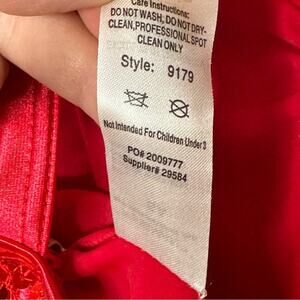 Care Instructions:
DO NOT WASH, DO NOT DRY-
CLEAN,PROFESSIONAL SPOT
CLEAN ONLY
Style: 9179
Not Intended For Children Under 3
PO# 2009777
Supplier# 29584